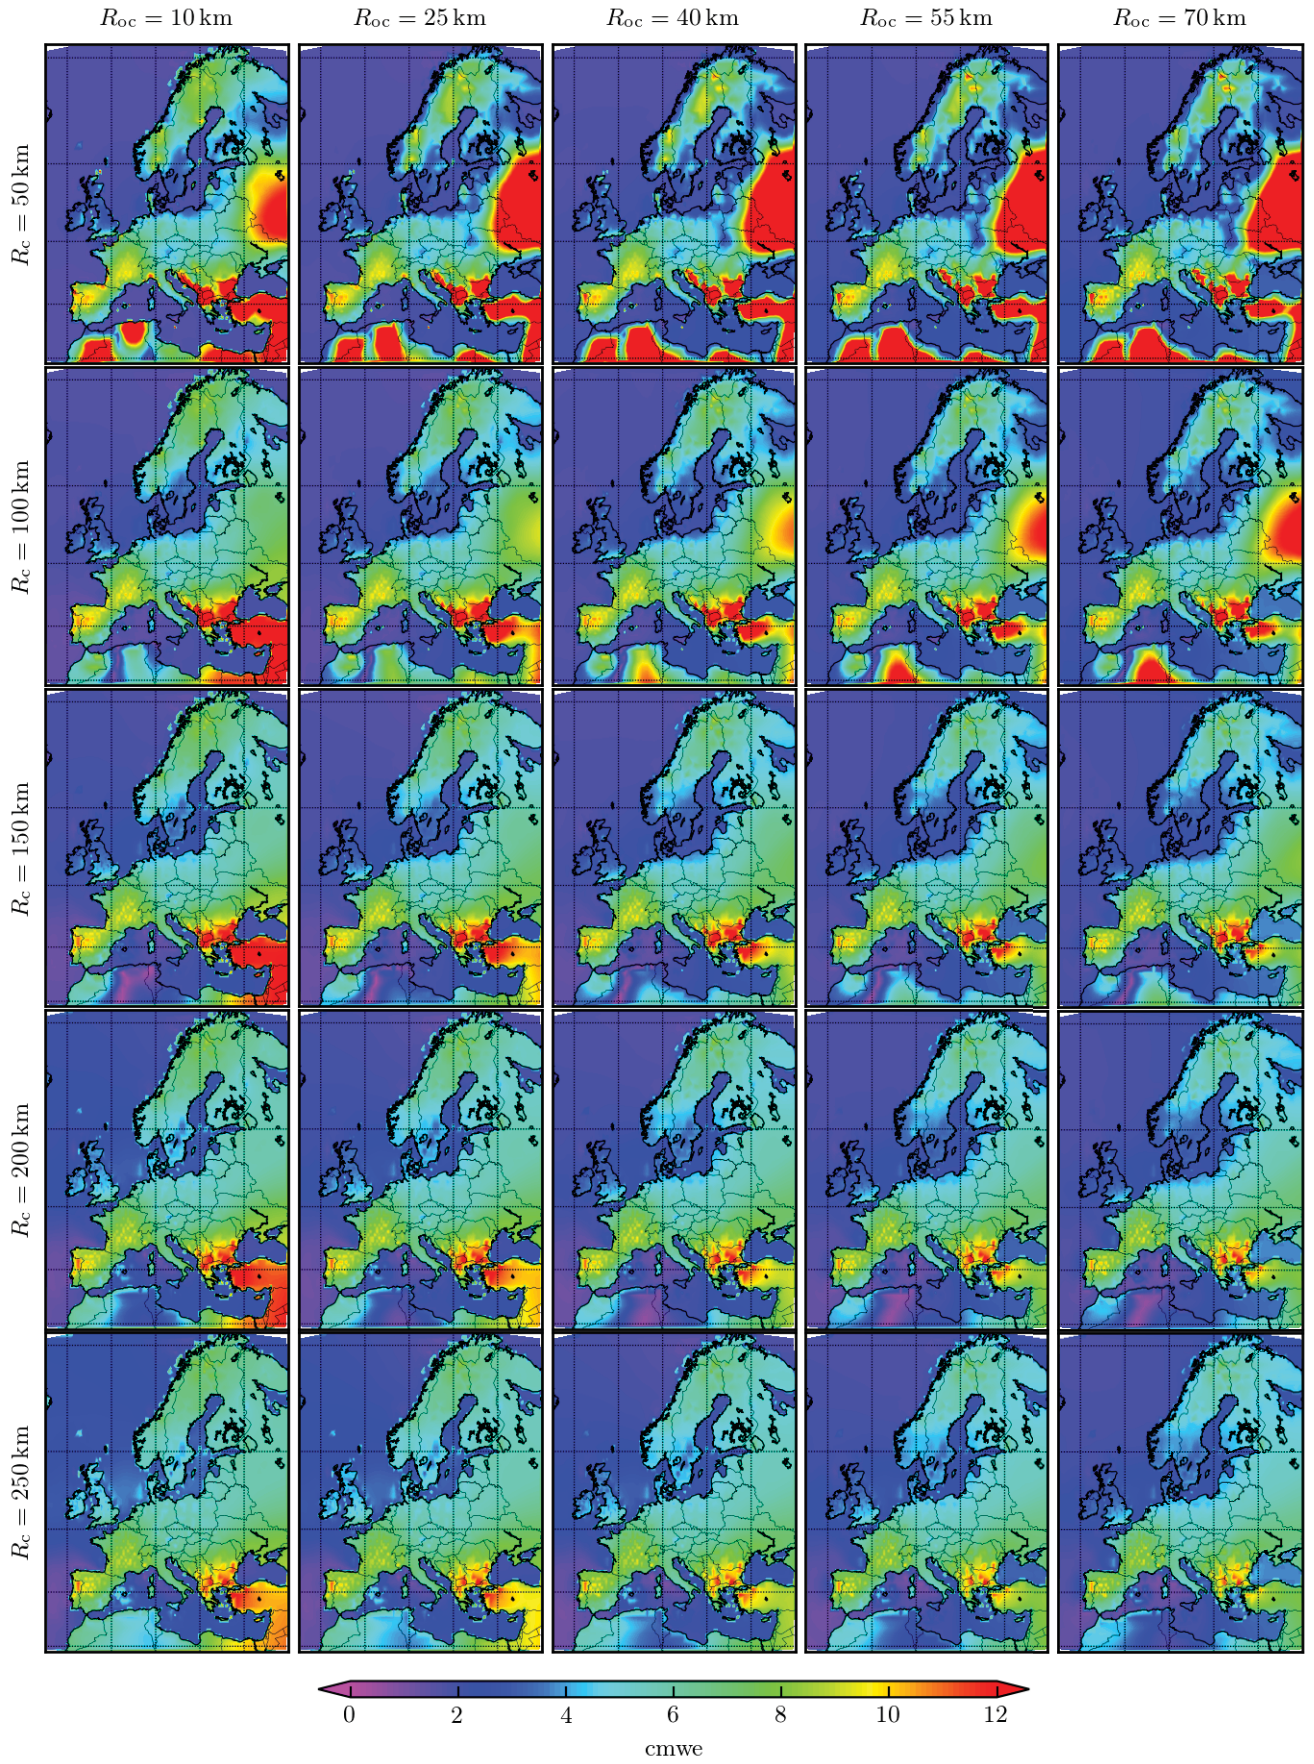 R_oc = 10 km R_oc = 25 km R_oc = 40 km R_oc = 55 km R_oc = 70 km
R_c = 50 km
R_c = 100 km
R_c = 150 km
R_c = 200 km
R_c = 250 km
0 2 4 6 8 10 12
cmwe